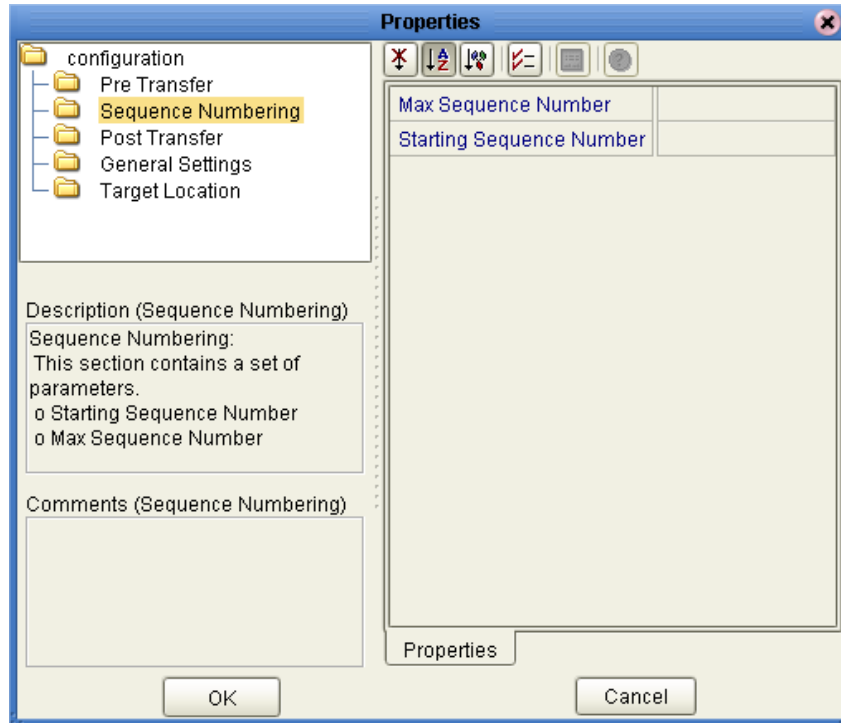 Properties
configuration
Pre Transfer
Sequence Numbering
Post Transfer
General Settings
Target Location
Description (Sequence Numbering)
Sequence Numbering:
This section contains a set of
parameters.
o Starting Sequence Number
o Max Sequence Number
Comments (Sequence Numbering)
Max Sequence Number
Starting Sequence Number
Properties
OK
Cancel